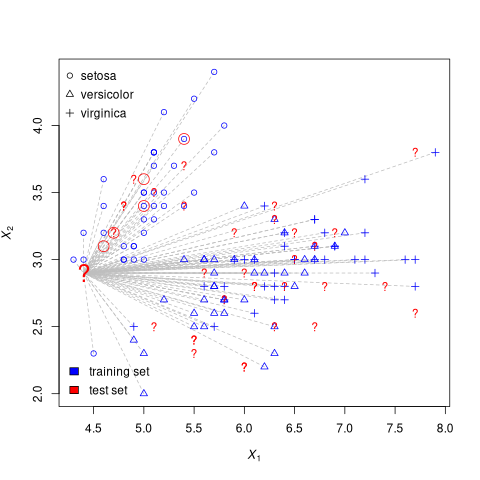 setosa
versicolor
virginica
training set
test set
X₂
2.0
2.5
3.0
3.5
4.0
4.5
5.0
5.5
6.0
6.5
7.0
7.5
8.0
X₁
?